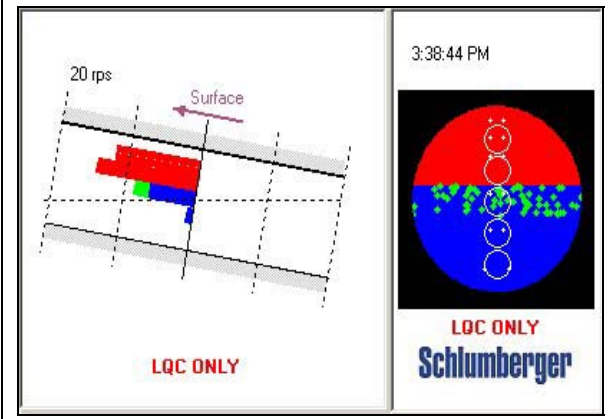 20 rps
Surface
LQC ONLY
3:38:44 PM
LQC ONLY
Schlumberger